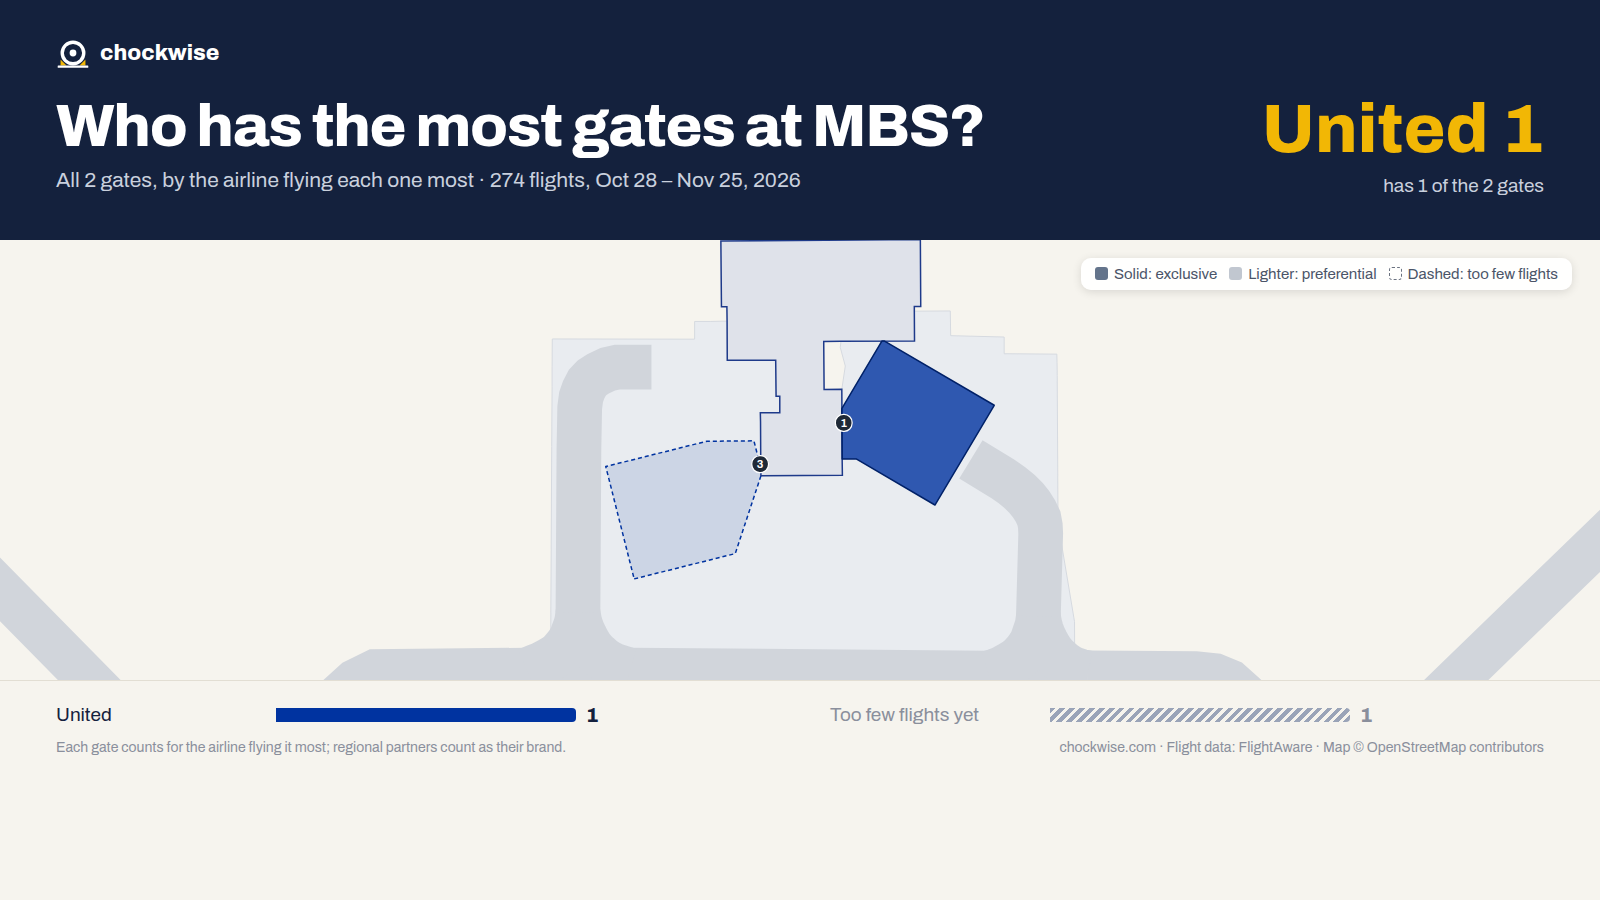 chockwise
Who has the most gates at MBS?
All 2 gates, by the airline flying each one most · 274 flights, Oct 28 – Nov 25, 2026
United 1
has 1 of the 2 gates
Solid: exclusive Lighter: preferential Dashed: too few flights
1
3
United 1
Too few flights yet 1
Each gate counts for the airline flying it most; regional partners count as their brand.
chockwise.com · Flight data: FlightAware · Map © OpenStreetMap contributors